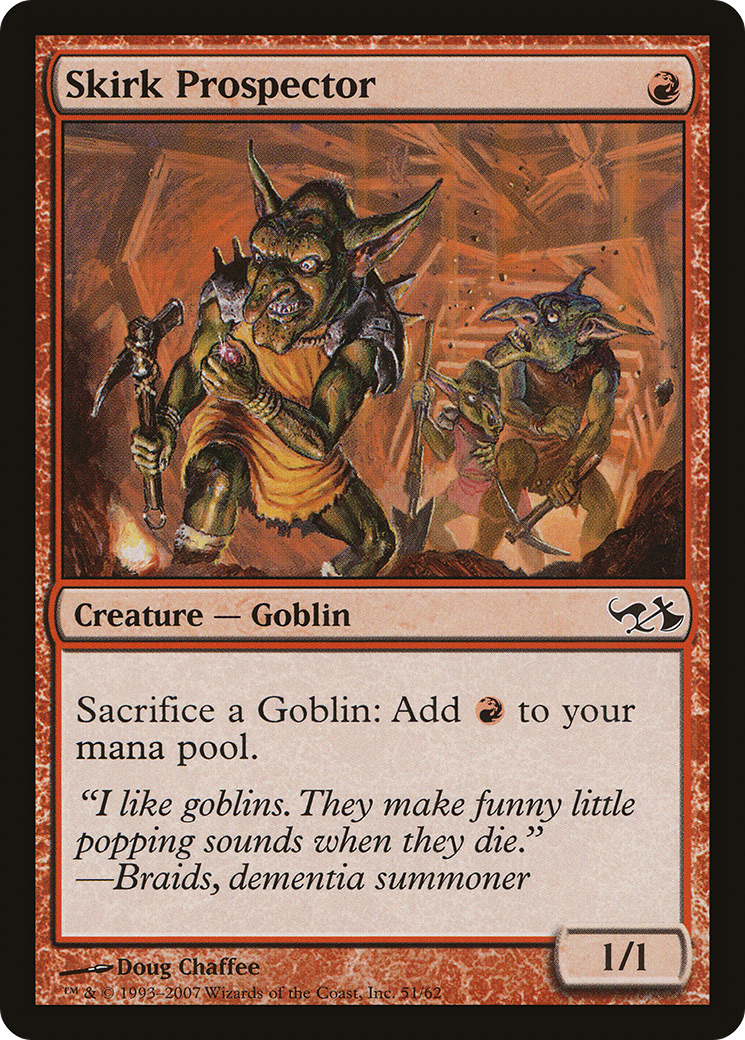 Skirk Prospector
Creature — Goblin
Sacrifice a Goblin: Add to your
mana pool.
“I like goblins. They make funny little
popping sounds when they die.”
—Braids, dementia summoner
1/1
Doug Chaffee
™ & © 1993–2007 Wizards of the Coast, Inc. 51/62